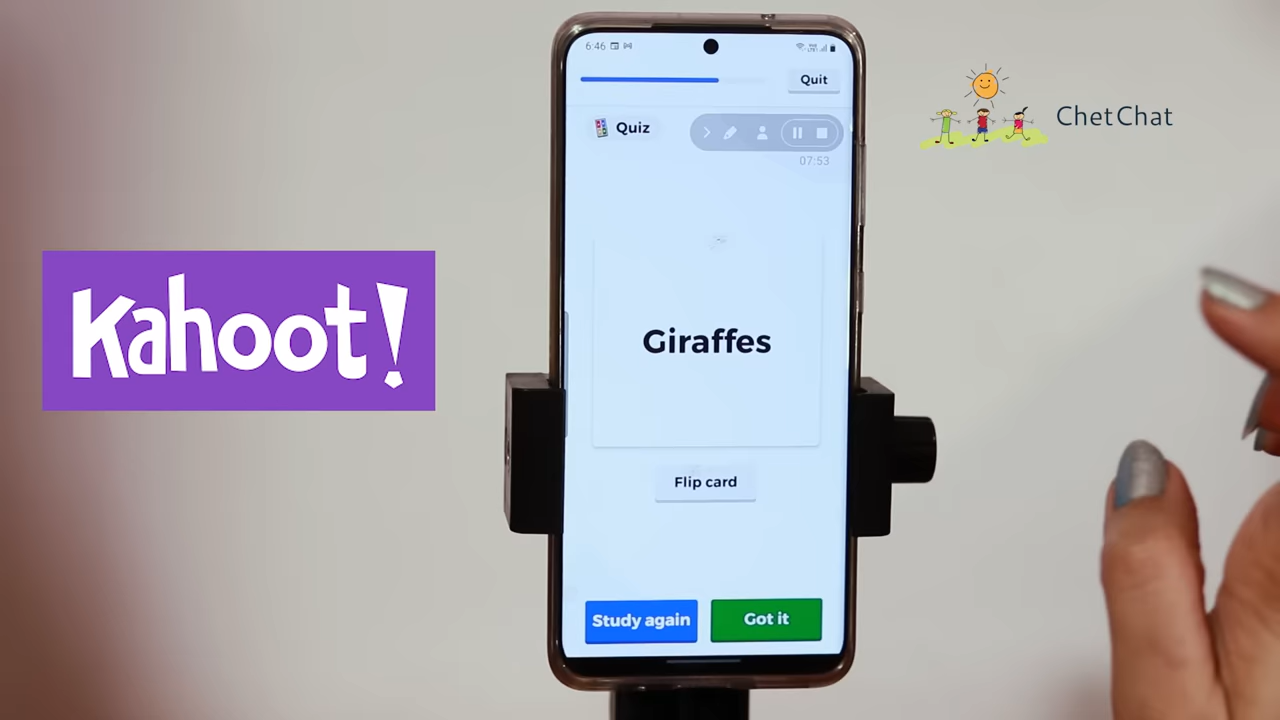 6:46
Quit
Quiz
07:53
Giraffes
Flip card
Study again
Got it
Kahoot!
ChetChat